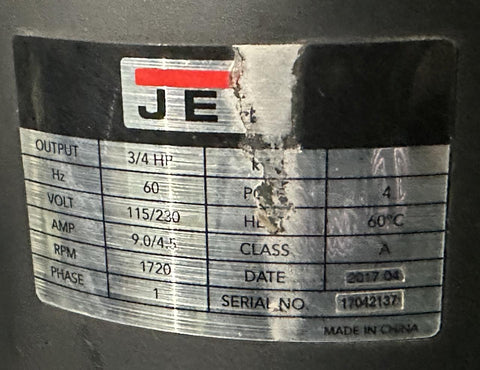 JE
OUTPUT 3/4 HP
Hz 60 4
VOLT 115/230 60°C
AMP 9.0/4.5 CLASS A
RPM 1720 DATE 2017 04
PHASE 1 SERIAL NO. 17042137
MADE IN CHINA